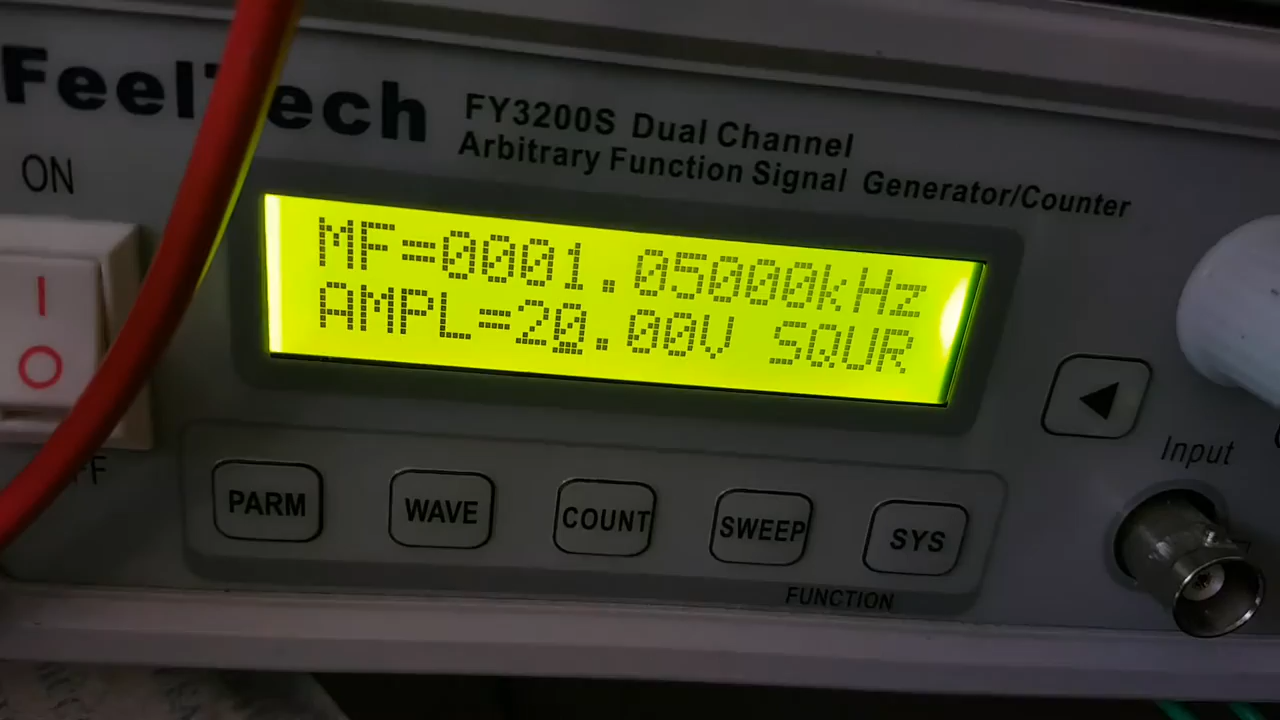 FeelTech
FY3200S Dual Channel
Arbitrary Function Signal Generator/Counter
ON
MF=0001.05000kHz
AMPL=20.00V SQUR
Input
PARM
WAVE
COUNT
SWEEP
SYS
FUNCTION